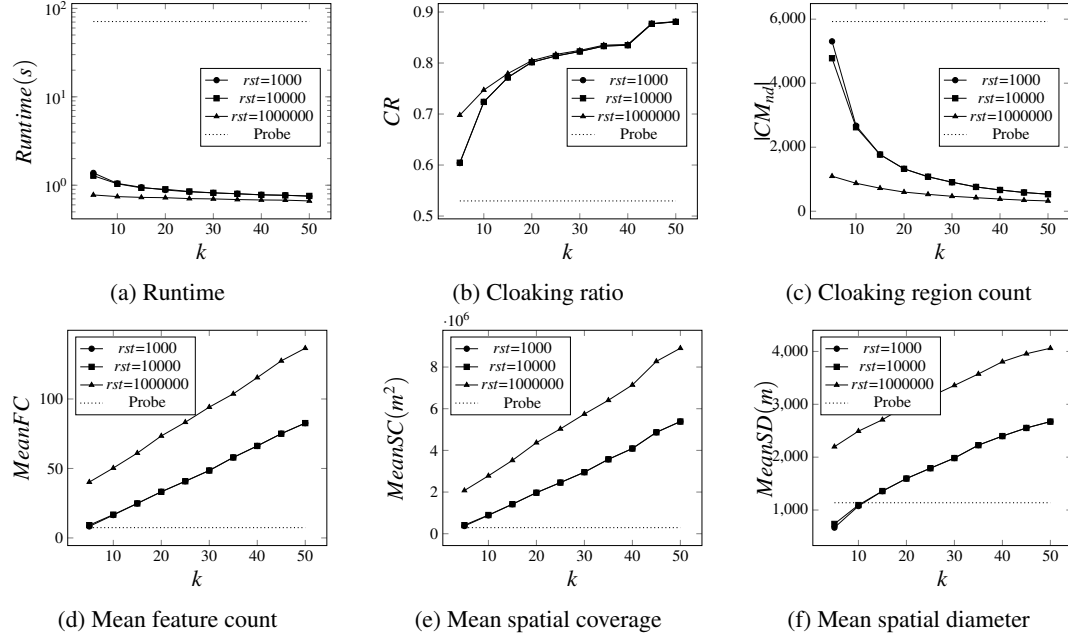 10^2
10^1
10^0
Runtime(s)
rst=1000
rst=10000
rst=1000000
Probe
10 20 30 40 50
k
(a) Runtime
0.9
0.8
0.7
0.6
0.5
CR
rst=1000
rst=10000
rst=1000000
Probe
10 20 30 40 50
k
(b) Cloaking ratio
6,000
4,000
2,000
0
|CM_{nd}|
rst=1000
rst=10000
rst=1000000
Probe
10 20 30 40 50
k
(c) Cloaking region count
100
50
0
MeanFC
rst=1000
rst=10000
rst=1000000
Probe
10 20 30 40 50
k
(d) Mean feature count
·10^6
8
6
4
2
0
MeanSC(m^2)
rst=1000
rst=10000
rst=1000000
Probe
10 20 30 40 50
k
(e) Mean spatial coverage
4,000
3,000
2,000
1,000
MeanSD(m)
rst=1000
rst=10000
rst=1000000
Probe
10 20 30 40 50
k
(f) Mean spatial diameter